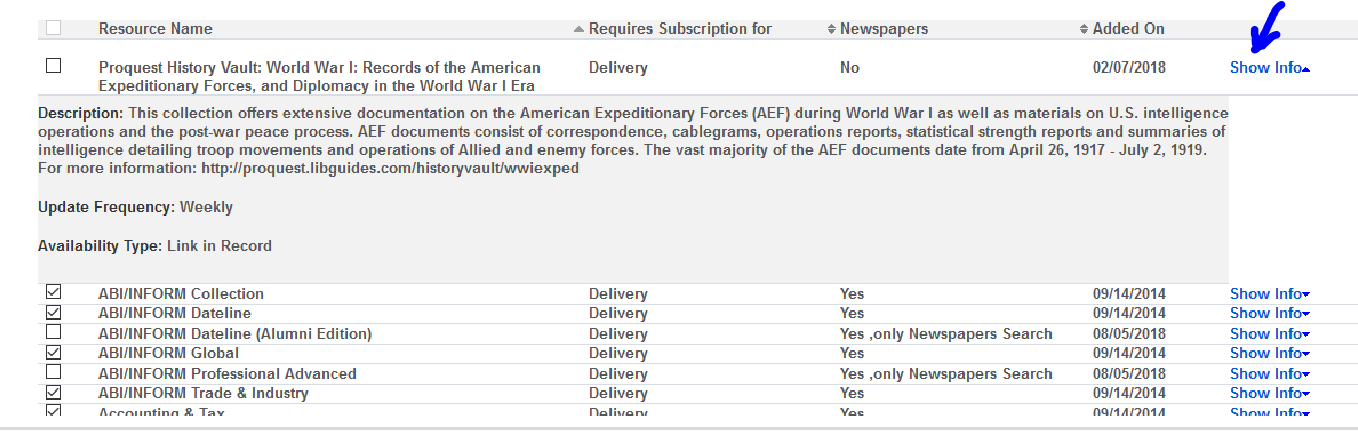 Resource Name Requires Subscription for Newspapers Added On
Proquest History Vault: World War I: Records of the American Delivery No 02/07/2018 Show Info
Expeditionary Forces, and Diplomacy in the World War I Era
Description: This collection offers extensive documentation on the American Expeditionary Forces (AEF) during World War I as well as materials on U.S. intelligence
operations and the post-war peace process. AEF documents consist of correspondence, cablegrams, operations reports, statistical strength reports and summaries of
intelligence detailing troop movements and operations of Allied and enemy forces. The vast majority of the AEF documents date from April 26, 1917 - July 2, 1919.
For more information: http://proquest.libguides.com/historyvault/wwiexped
Update Frequency: Weekly
Availability Type: Link in Record
ABI/INFORM Collection Delivery Yes 09/14/2014 Show Info
ABI/INFORM Dateline Delivery Yes 09/14/2014 Show Info
ABI/INFORM Dateline (Alumni Edition) Delivery Yes ,only Newspapers Search 08/05/2018 Show Info
ABI/INFORM Global Delivery Yes 09/14/2014 Show Info
ABI/INFORM Professional Advanced Delivery Yes ,only Newspapers Search 08/05/2018 Show Info
ABI/INFORM Trade & Industry Delivery Yes 09/14/2014 Show Info
Accounting & Tax Delivery Yes 09/14/2014 Show Info